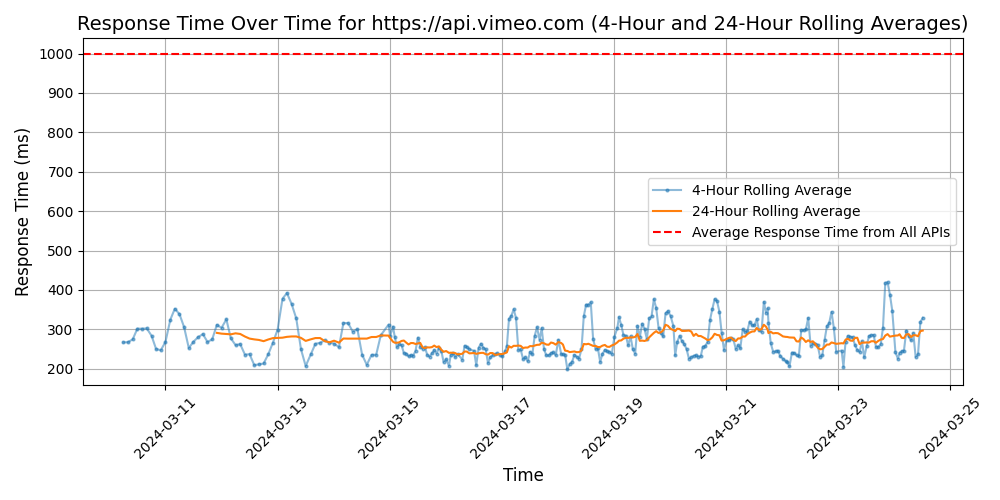 Response Time Over Time for https://api.vimeo.com (4-Hour and 24-Hour Rolling Averages)
Response Time (ms)
1000
900
800
700
600
500
400
300
200
4-Hour Rolling Average
24-Hour Rolling Average
Average Response Time from All APIs
2024-03-11
2024-03-13
2024-03-15
2024-03-17
2024-03-19
2024-03-21
2024-03-23
2024-03-25
Time